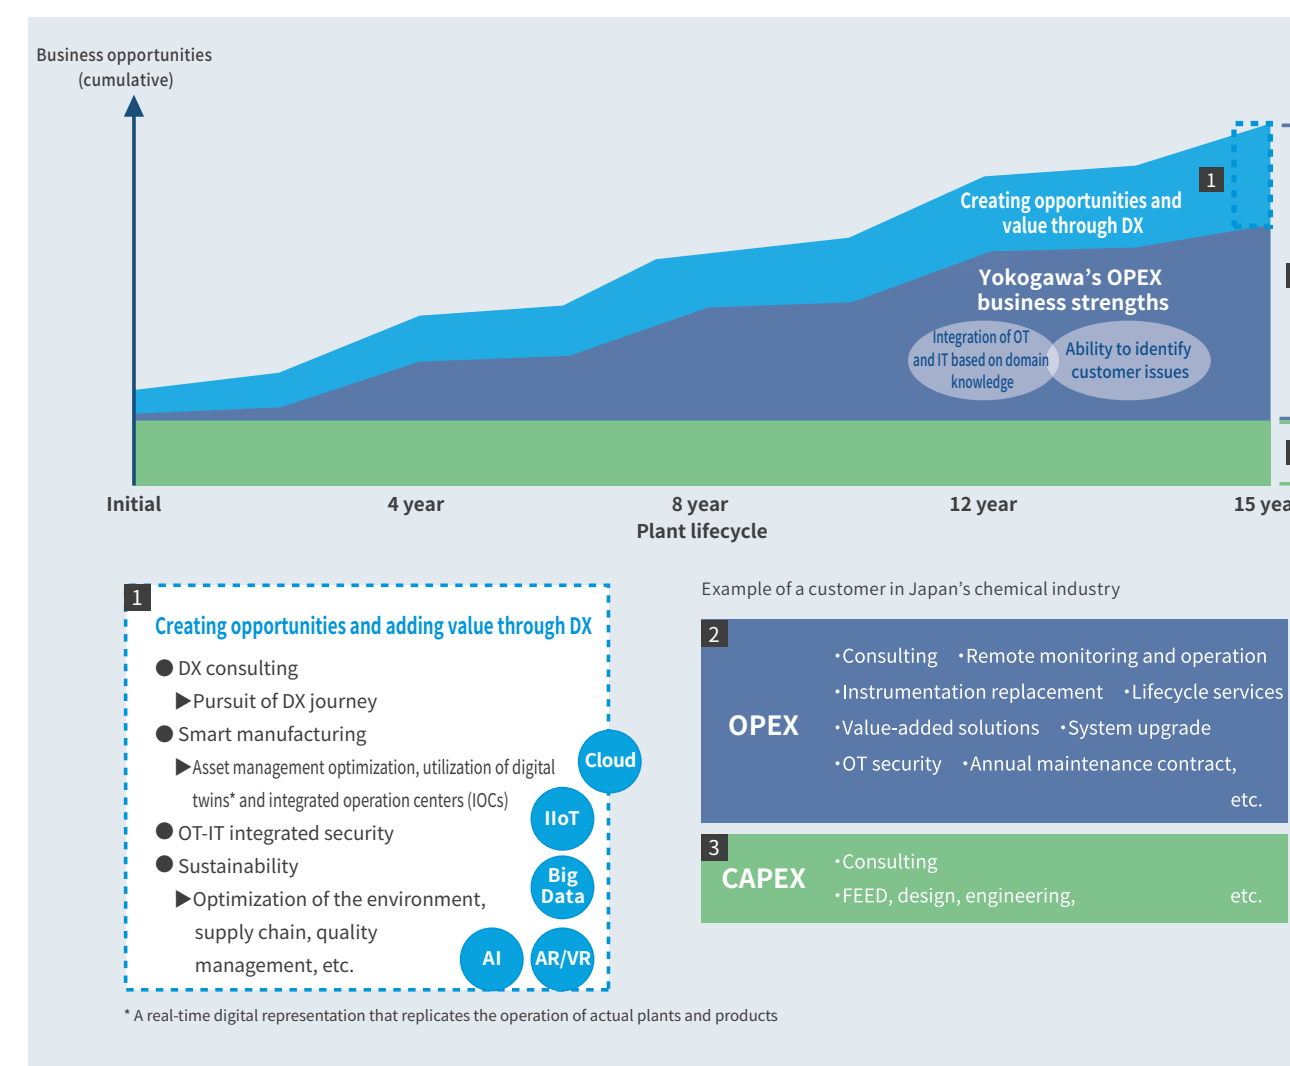 Business opportunities
(cumulative)
1
Creating opportunities and
value through DX
Yokogawa's OPEX
business strengths
Integration of OT
and IT based on domain
knowledge
Ability to identify
customer issues
Initial
4 year
8 year
12 year
15 yea
Plant lifecycle
1
Creating opportunities and adding value through DX
● DX consulting
▶Pursuit of DX journey
● Smart manufacturing
▶Asset management optimization, utilization of digital
twins* and integrated operation centers (IOCs)
● OT-IT integrated security
● Sustainability
▶Optimization of the environment,
supply chain, quality
management, etc.
Cloud
IIoT
Big
Data
AI
AR/VR
* A real-time digital representation that replicates the operation of actual plants and products
Example of a customer in Japan's chemical industry
2
OPEX
・Consulting ・Remote monitoring and operation
・Instrumentation replacement ・Lifecycle services
・Value-added solutions ・System upgrade
・OT security ・Annual maintenance contract,
etc.
3
CAPEX
・Consulting
・FEED, design, engineering, etc.